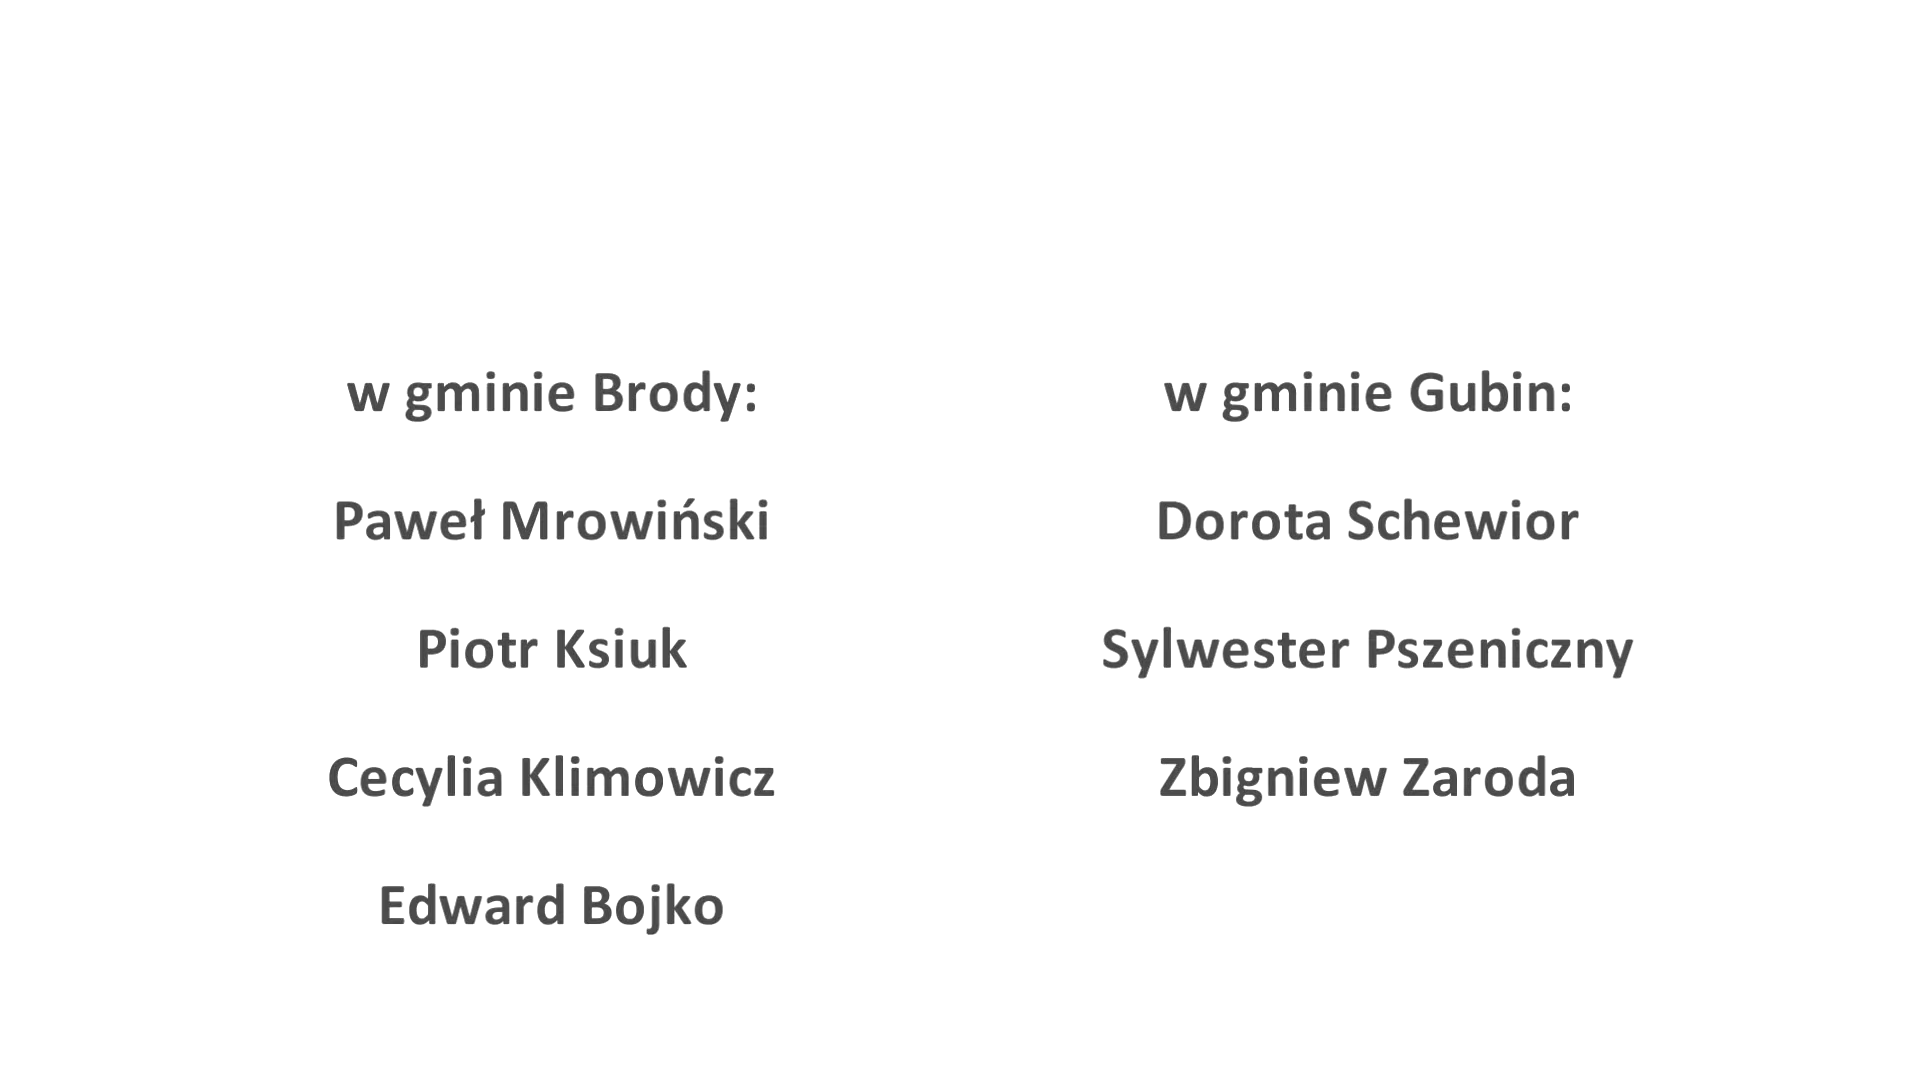 w gminie Brody:
Paweł Mrowiński
Piotr Ksiuk
Cecylia Klimowicz
Edward Bojko
w gminie Gubin:
Dorota Schewior
Sylwester Pszeniczny
Zbigniew Zaroda